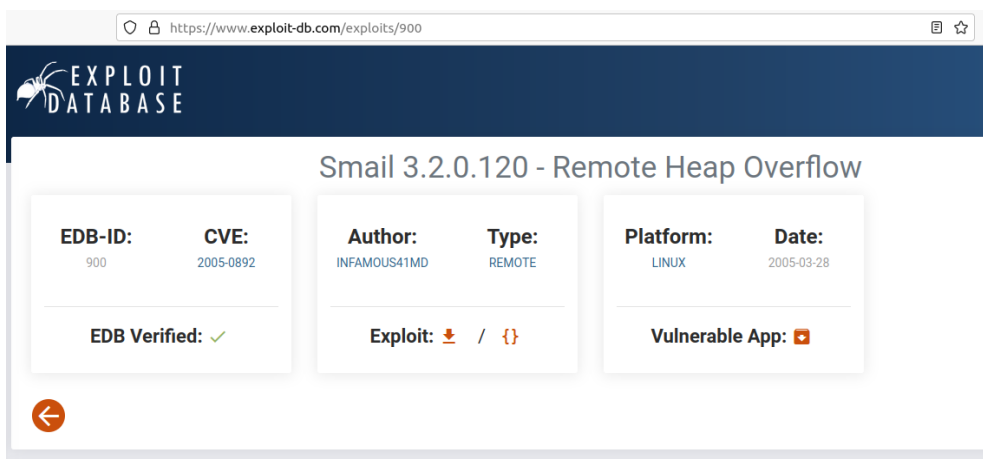 https://www.exploit-db.com/exploits/900
EXPLOIT
DATABASE
Smail 3.2.0.120 - Remote Heap Overflow
EDB-ID: CVE:
900 2005-0892
Author: Type:
INFAMOUS41MD REMOTE
Platform: Date:
LINUX 2005-03-28
EDB Verified:
Exploit: / {}
Vulnerable App: